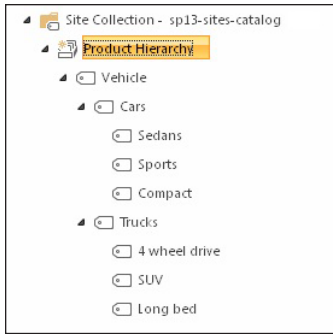 Site Collection - sp13-sites-catalog
Product Hierarchy
Vehicle
Cars
Sedans
Sports
Compact
Trucks
4 wheel drive
SUV
Long bed